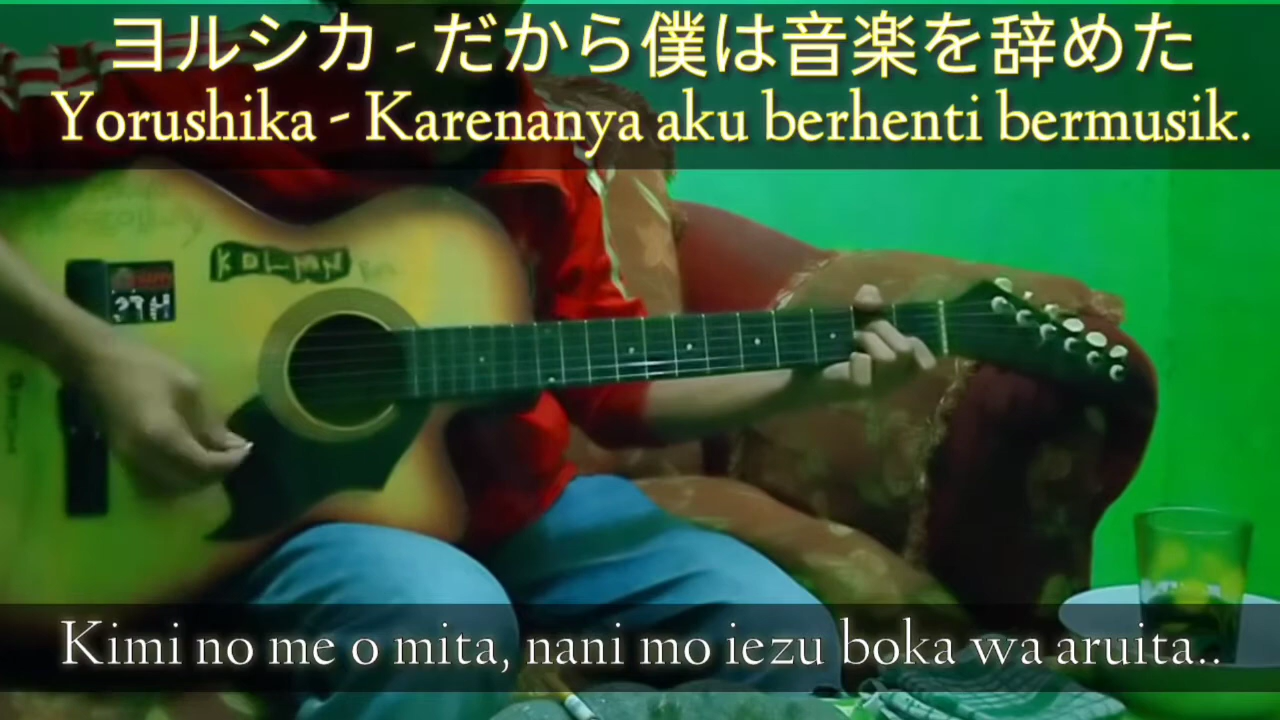 ヨルシカ - だから僕は音楽を辞めた
Yorushika - Karenanya aku berhenti bermusik.
KOLMN
Kimi no me o mita, nani mo iezu boka wa aruita..